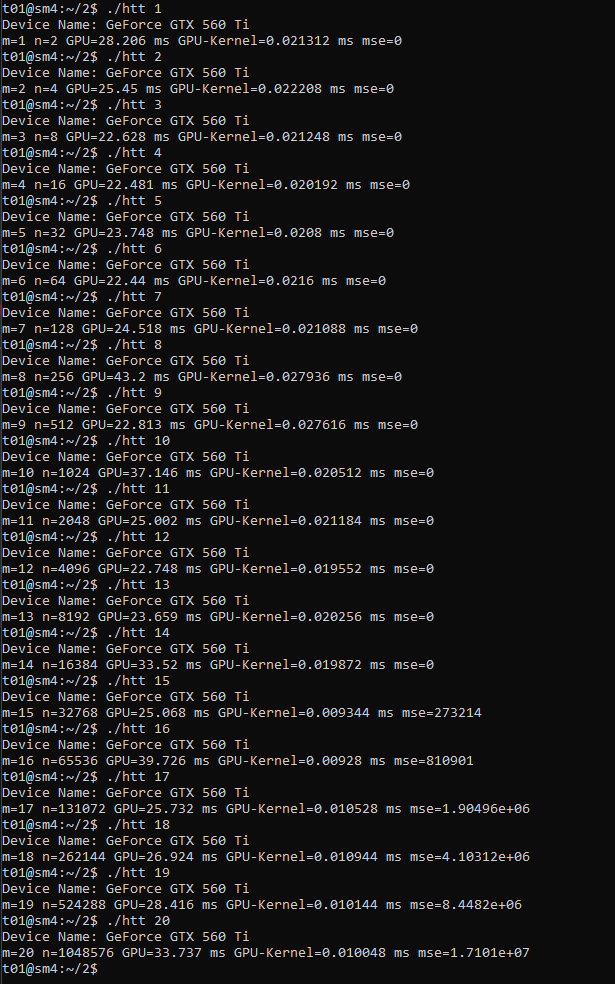 t01@sm4:~/2$ ./htt 1
Device Name: GeForce GTX 560 Ti
m=1 n=2 GPU=28.206 ms GPU-Kernel=0.021312 ms mse=0
t01@sm4:~/2$ ./htt 2
Device Name: GeForce GTX 560 Ti
m=2 n=4 GPU=25.45 ms GPU-Kernel=0.022208 ms mse=0
t01@sm4:~/2$ ./htt 3
Device Name: GeForce GTX 560 Ti
m=3 n=8 GPU=22.628 ms GPU-Kernel=0.021248 ms mse=0
t01@sm4:~/2$ ./htt 4
Device Name: GeForce GTX 560 Ti
m=4 n=16 GPU=22.481 ms GPU-Kernel=0.020192 ms mse=0
t01@sm4:~/2$ ./htt 5
Device Name: GeForce GTX 560 Ti
m=5 n=32 GPU=23.748 ms GPU-Kernel=0.0208 ms mse=0
t01@sm4:~/2$ ./htt 6
Device Name: GeForce GTX 560 Ti
m=6 n=64 GPU=22.44 ms GPU-Kernel=0.0216 ms mse=0
t01@sm4:~/2$ ./htt 7
Device Name: GeForce GTX 560 Ti
m=7 n=128 GPU=24.518 ms GPU-Kernel=0.021088 ms mse=0
t01@sm4:~/2$ ./htt 8
Device Name: GeForce GTX 560 Ti
m=8 n=256 GPU=43.2 ms GPU-Kernel=0.027936 ms mse=0
t01@sm4:~/2$ ./htt 9
Device Name: GeForce GTX 560 Ti
m=9 n=512 GPU=22.813 ms GPU-Kernel=0.027616 ms mse=0
t01@sm4:~/2$ ./htt 10
Device Name: GeForce GTX 560 Ti
m=10 n=1024 GPU=37.146 ms GPU-Kernel=0.020512 ms mse=0
t01@sm4:~/2$ ./htt 11
Device Name: GeForce GTX 560 Ti
m=11 n=2048 GPU=25.002 ms GPU-Kernel=0.021184 ms mse=0
t01@sm4:~/2$ ./htt 12
Device Name: GeForce GTX 560 Ti
m=12 n=4096 GPU=22.748 ms GPU-Kernel=0.019552 ms mse=0
t01@sm4:~/2$ ./htt 13
Device Name: GeForce GTX 560 Ti
m=13 n=8192 GPU=23.659 ms GPU-Kernel=0.020256 ms mse=0
t01@sm4:~/2$ ./htt 14
Device Name: GeForce GTX 560 Ti
m=14 n=16384 GPU=33.52 ms GPU-Kernel=0.019872 ms mse=0
t01@sm4:~/2$ ./htt 15
Device Name: GeForce GTX 560 Ti
m=15 n=32768 GPU=25.068 ms GPU-Kernel=0.009344 ms mse=273214
t01@sm4:~/2$ ./htt 16
Device Name: GeForce GTX 560 Ti
m=16 n=65536 GPU=39.726 ms GPU-Kernel=0.00928 ms mse=810901
t01@sm4:~/2$ ./htt 17
Device Name: GeForce GTX 560 Ti
m=17 n=131072 GPU=25.732 ms GPU-Kernel=0.010528 ms mse=1.90496e+06
t01@sm4:~/2$ ./htt 18
Device Name: GeForce GTX 560 Ti
m=18 n=262144 GPU=26.924 ms GPU-Kernel=0.010944 ms mse=4.10312e+06
t01@sm4:~/2$ ./htt 19
Device Name: GeForce GTX 560 Ti
m=19 n=524288 GPU=28.416 ms GPU-Kernel=0.010144 ms mse=8.4482e+06
t01@sm4:~/2$ ./htt 20
Device Name: GeForce GTX 560 Ti
m=20 n=1048576 GPU=33.737 ms GPU-Kernel=0.010048 ms mse=1.7101e+07
t01@sm4:~/2$